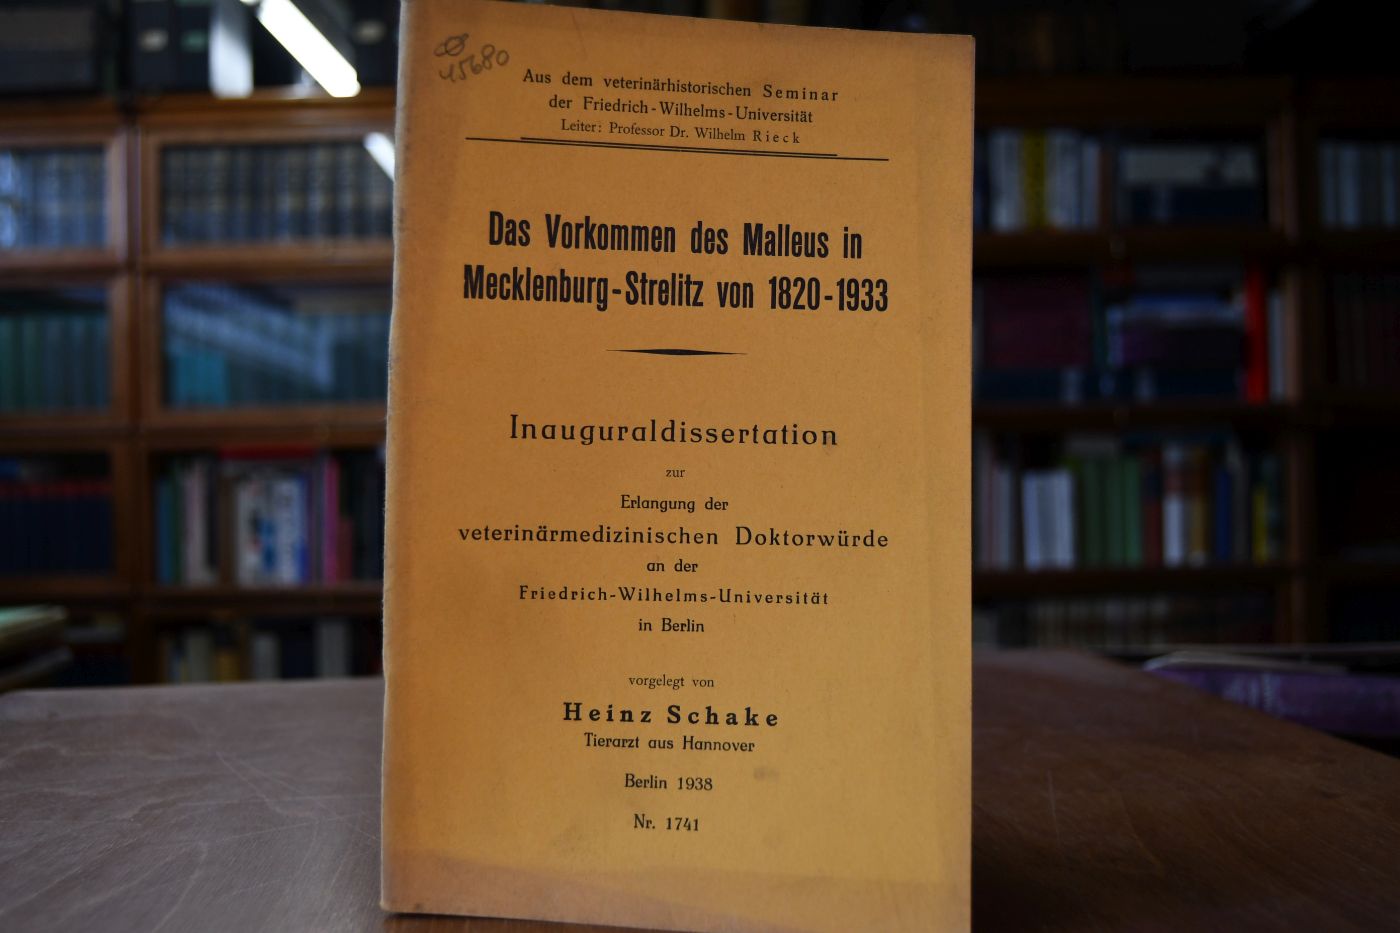 15680
Aus dem veterinärhistorischen Seminar
der Friedrich-Wilhelms-Universität
Leiter: Professor Dr. Wilhelm Rieck
Das Vorkommen des Malleus in
Mecklenburg-Strelitz von 1820-1933
Inauguraldissertation
zur
Erlangung der
veterinärmedizinischen Doktorwürde
an der
Friedrich-Wilhelms-Universität
in Berlin
vorgelegt von
Heinz Schake
Tierarzt aus Hannover
Berlin 1938
Nr. 1741